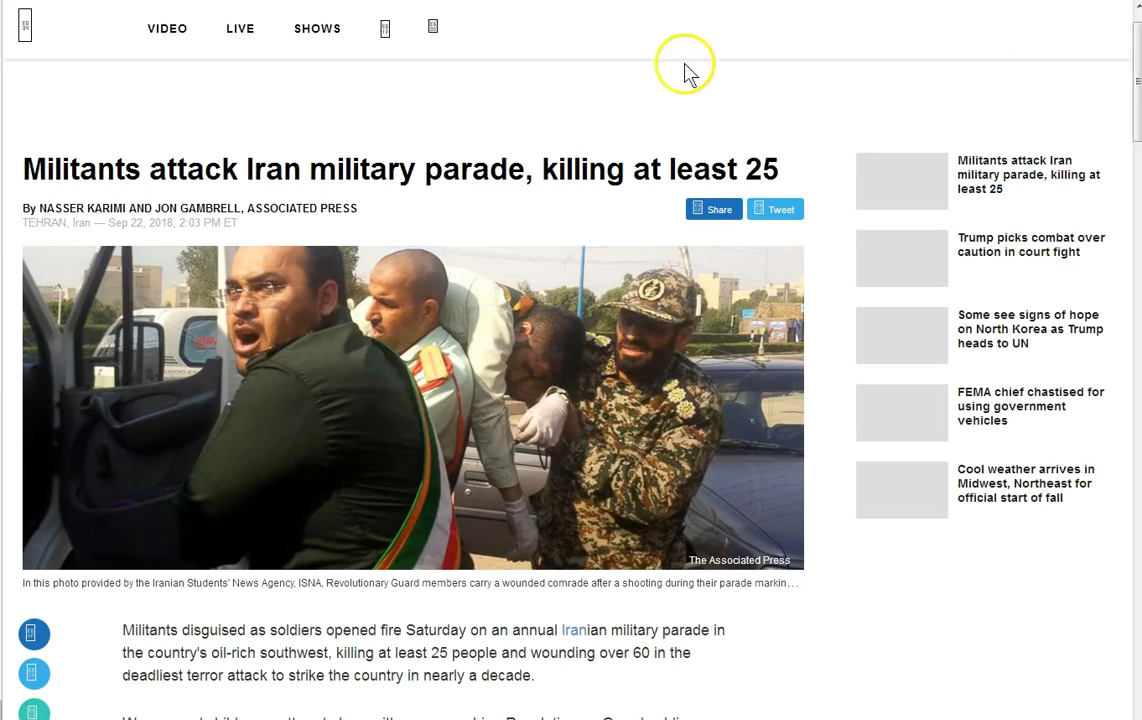 VIDEO LIVE SHOWS
Militants attack Iran military parade, killing at least 25
By NASSER KARIMI AND JON GAMBRELL, ASSOCIATED PRESS
TEHRAN, Iran — Sep 22, 2018, 2:03 PM ET
Share Tweet
The Associated Press
In this photo provided by the Iranian Students' News Agency, ISNA, Revolutionary Guard members carry a wounded comrade after a shooting during their parade markin…
Militants disguised as soldiers opened fire Saturday on an annual Iranian military parade in
the country's oil-rich southwest, killing at least 25 people and wounding over 60 in the
deadliest terror attack to strike the country in nearly a decade.
Militants attack Iran
military parade, killing at
least 25
Trump picks combat over
caution in court fight
Some see signs of hope
on North Korea as Trump
heads to UN
FEMA chief chastised for
using government
vehicles
Cool weather arrives in
Midwest, Northeast for
official start of fall